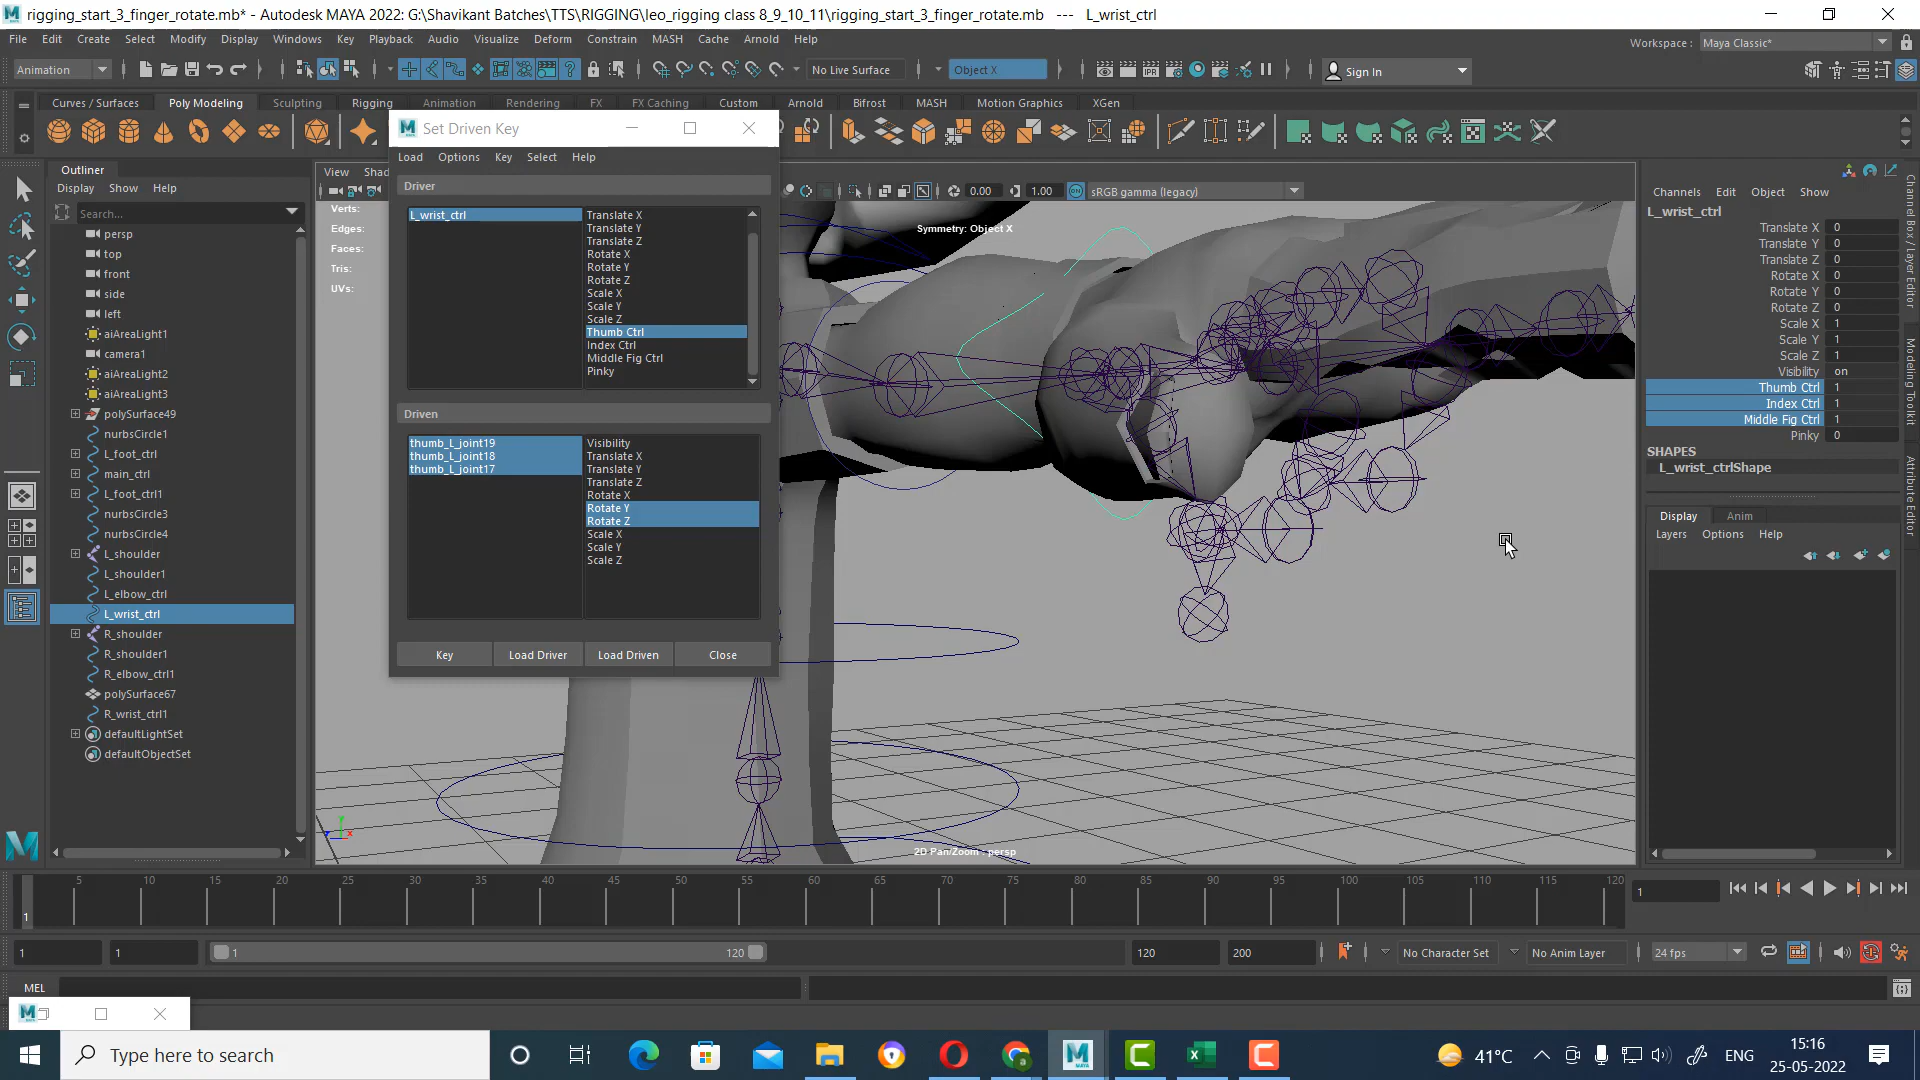 rigging_start_3_finger_rotate.mb* - Autodesk MAYA 2022: G:\Shavikant Batches\TTS\RIGGING\leo_rigging class 8_9_10_11\rigging_start_3_finger_rotate.mb --- L_wrist_ctrl
File Edit Create Select Modify Display Windows Key Playback Audio Visualize Deform Constrain MASH Cache Arnold Help
Workspace : Maya Classic*
Animation
No Live Surface
Object X
Sign In
Curves / Surfaces Poly Modeling Sculpting Rigging Animation Rendering FX FX Caching Custom Arnold Bifrost MASH Motion Graphics XGen
Set Driven Key
Load Options Key Select Help
Driver
L_wrist_ctrl
Translate X
Translate Y
Translate Z
Rotate X
Rotate Y
Rotate Z
Scale X
Scale Y
Scale Z
Thumb Ctrl
Index Ctrl
Middle Fig Ctrl
Pinky
Driven
thumb_L_joint19
thumb_L_joint18
thumb_L_joint17
Visibility
Translate X
Translate Y
Translate Z
Rotate X
Rotate Y
Rotate Z
Scale X
Scale Y
Scale Z
Key
Load Driver
Load Driven
Close
Outliner
Display Show Help
Search...
persp
top
front
side
left
aiAreaLight1
camera1
aiAreaLight2
aiAreaLight3
polySurface49
nurbsCircle1
L_foot_ctrl
main_ctrl
L_foot_ctrl1
nurbsCircle3
nurbsCircle4
L_shoulder
L_shoulder1
L_elbow_ctrl
L_wrist_ctrl
R_shoulder
R_shoulder1
R_elbow_ctrl1
polySurface67
R_wrist_ctrl1
defaultLightSet
defaultObjectSet
View Shad
0.00
1.00
ON
sRGB gamma (legacy)
Verts:
Edges:
Faces:
Tris:
UVs:
Symmetry: Object X
2D Pan/Zoom : persp
y
x
Channels Edit Object Show
L_wrist_ctrl
Translate X 0
Translate Y 0
Translate Z 0
Rotate X 0
Rotate Y 0
Rotate Z 0
Scale X 1
Scale Y 1
Scale Z 1
Visibility on
Thumb Ctrl 1
Index Ctrl 1
Middle Fig Ctrl 1
Pinky 0
SHAPES
L_wrist_ctrlShape
Display Anim
Layers Options Help
Channel Box / Layer Editor
Modeling Toolkit
Attribute Editor
5 10 15 20 25 30 35 40 45 50 55 60 65 70 75 80 85 90 95 100 105 110 115 120
1
1
1
1
1
120
120
200
No Character Set
No Anim Layer
24 fps
MEL
Type here to search
41°C
ENG
15:16
25-05-2022